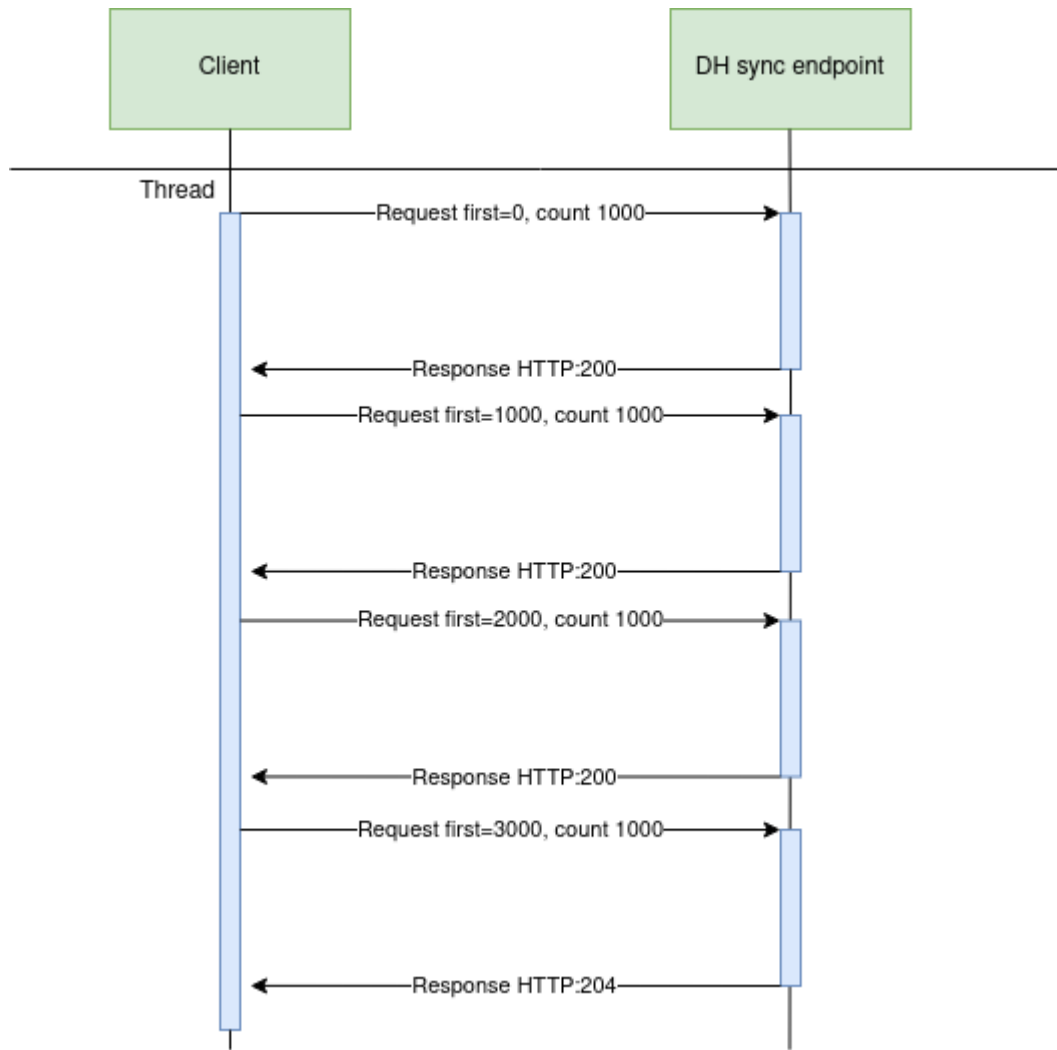 Client
DH sync endpoint
Thread
Request first=0, count 1000
Response HTTP:200
Request first=1000, count 1000
Response HTTP:200
Request first=2000, count 1000
Response HTTP:200
Request first=3000, count 1000
Response HTTP:204